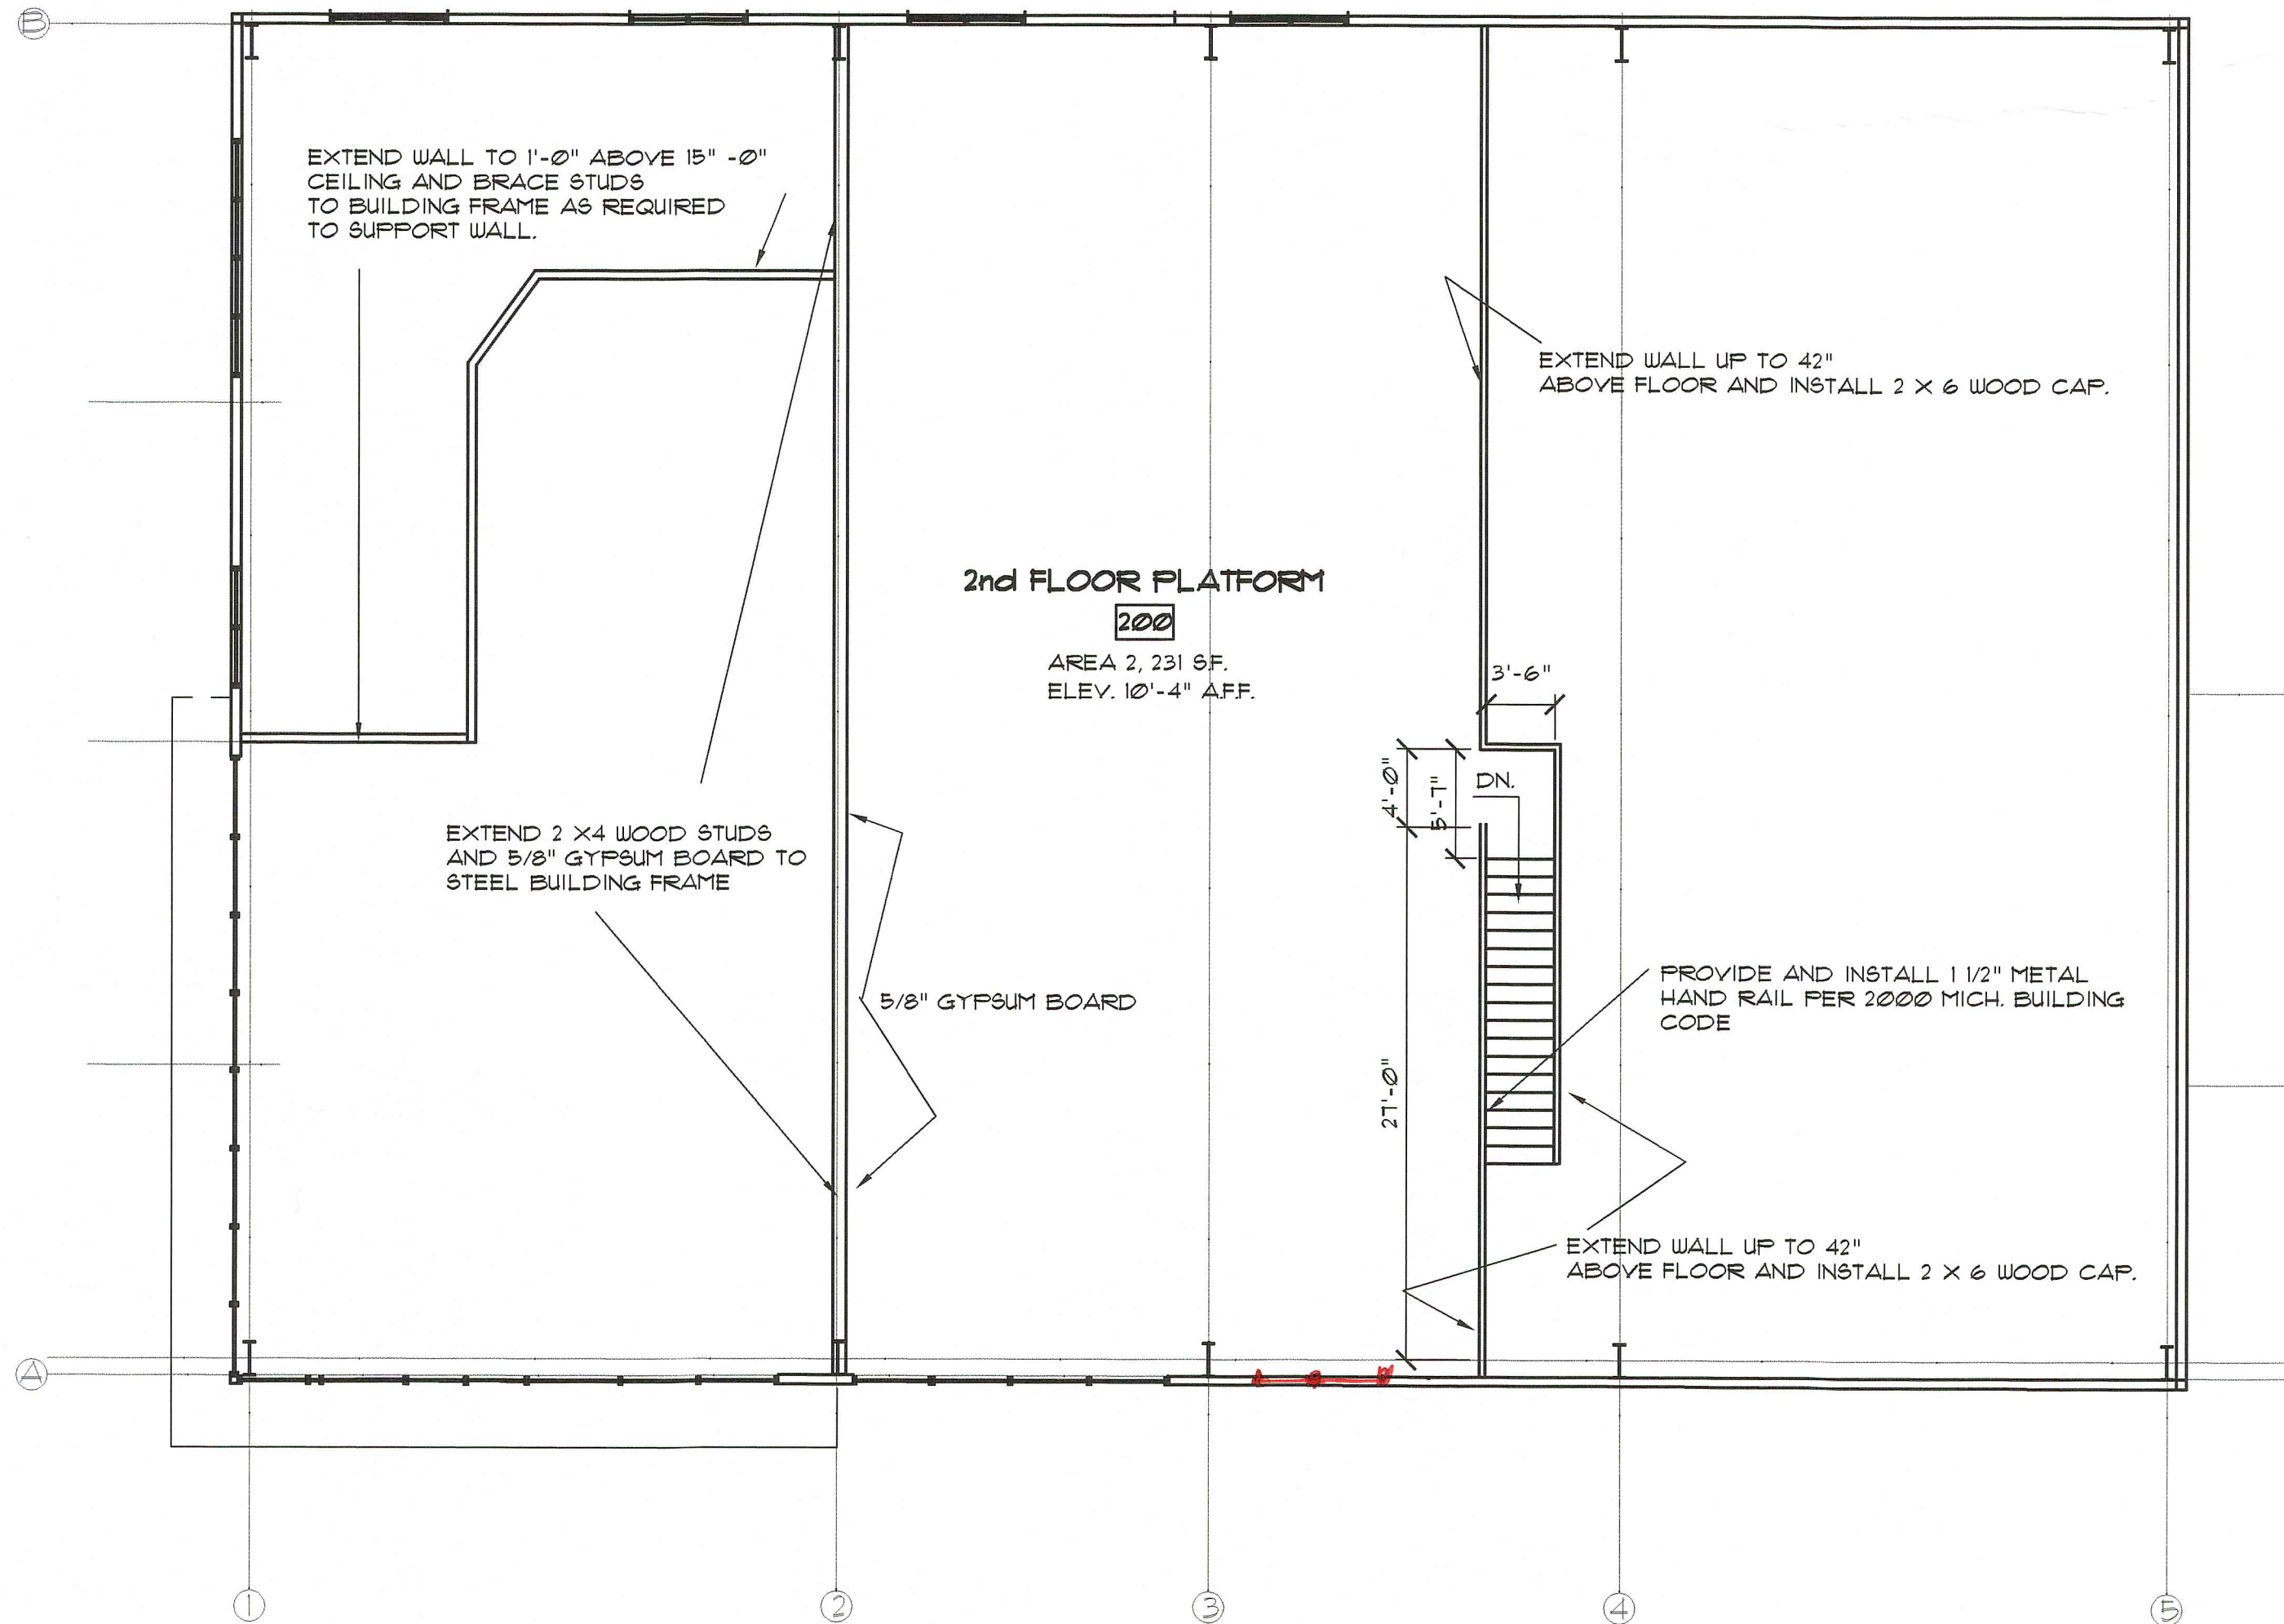 B
EXTEND WALL TO 1'-0" ABOVE 15" -0"
CEILING AND BRACE STUDS
TO BUILDING FRAME AS REQUIRED
TO SUPPORT WALL.
EXTEND WALL UP TO 42"
ABOVE FLOOR AND INSTALL 2 X 6 WOOD CAP.
2nd FLOOR PLATFORM
200
AREA 2, 231 S.F.
ELEV. 10'-4" A.F.F.
3'-6"
4'-0"
5'-7"
DN.
EXTEND 2 X4 WOOD STUDS
AND 5/8" GYPSUM BOARD TO
STEEL BUILDING FRAME
5/8" GYPSUM BOARD
PROVIDE AND INSTALL 1 1/2" METAL
HAND RAIL PER 2000 MICH. BUILDING
CODE
27'-0"
EXTEND WALL UP TO 42"
ABOVE FLOOR AND INSTALL 2 X 6 WOOD CAP.
A
1
2
3
4
5